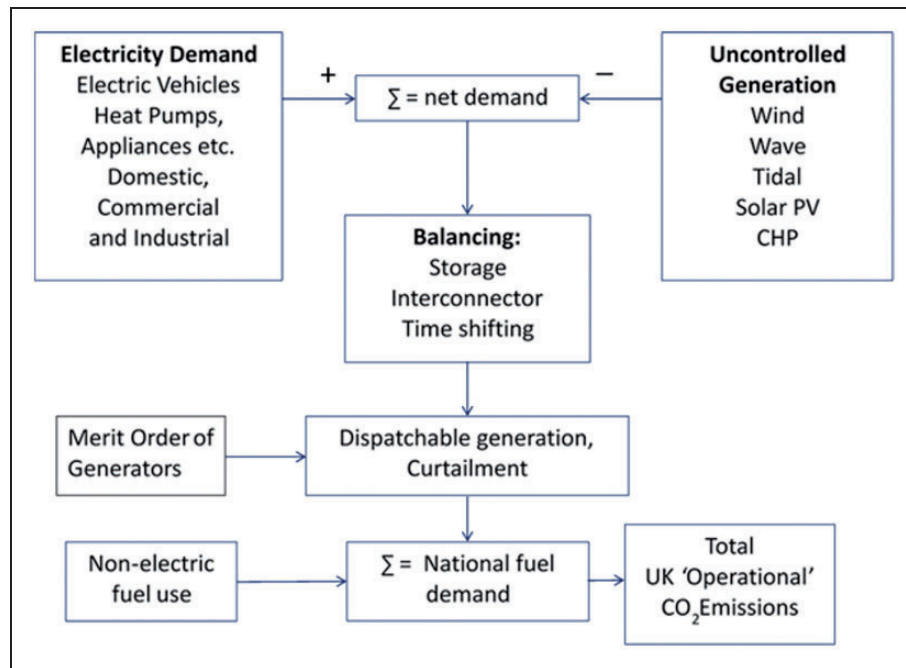 Electricity Demand
Electric Vehicles
Heat Pumps,
Appliances etc.
Domestic,
Commercial
and Industrial
+
∑ = net demand
−
Uncontrolled
Generation
Wind
Wave
Tidal
Solar PV
CHP
Balancing:
Storage
Interconnector
Time shifting
Merit Order of
Generators
Dispatchable generation,
Curtailment
Non-electric
fuel use
∑ = National fuel
demand
Total
UK ‘Operational’
CO₂Emissions